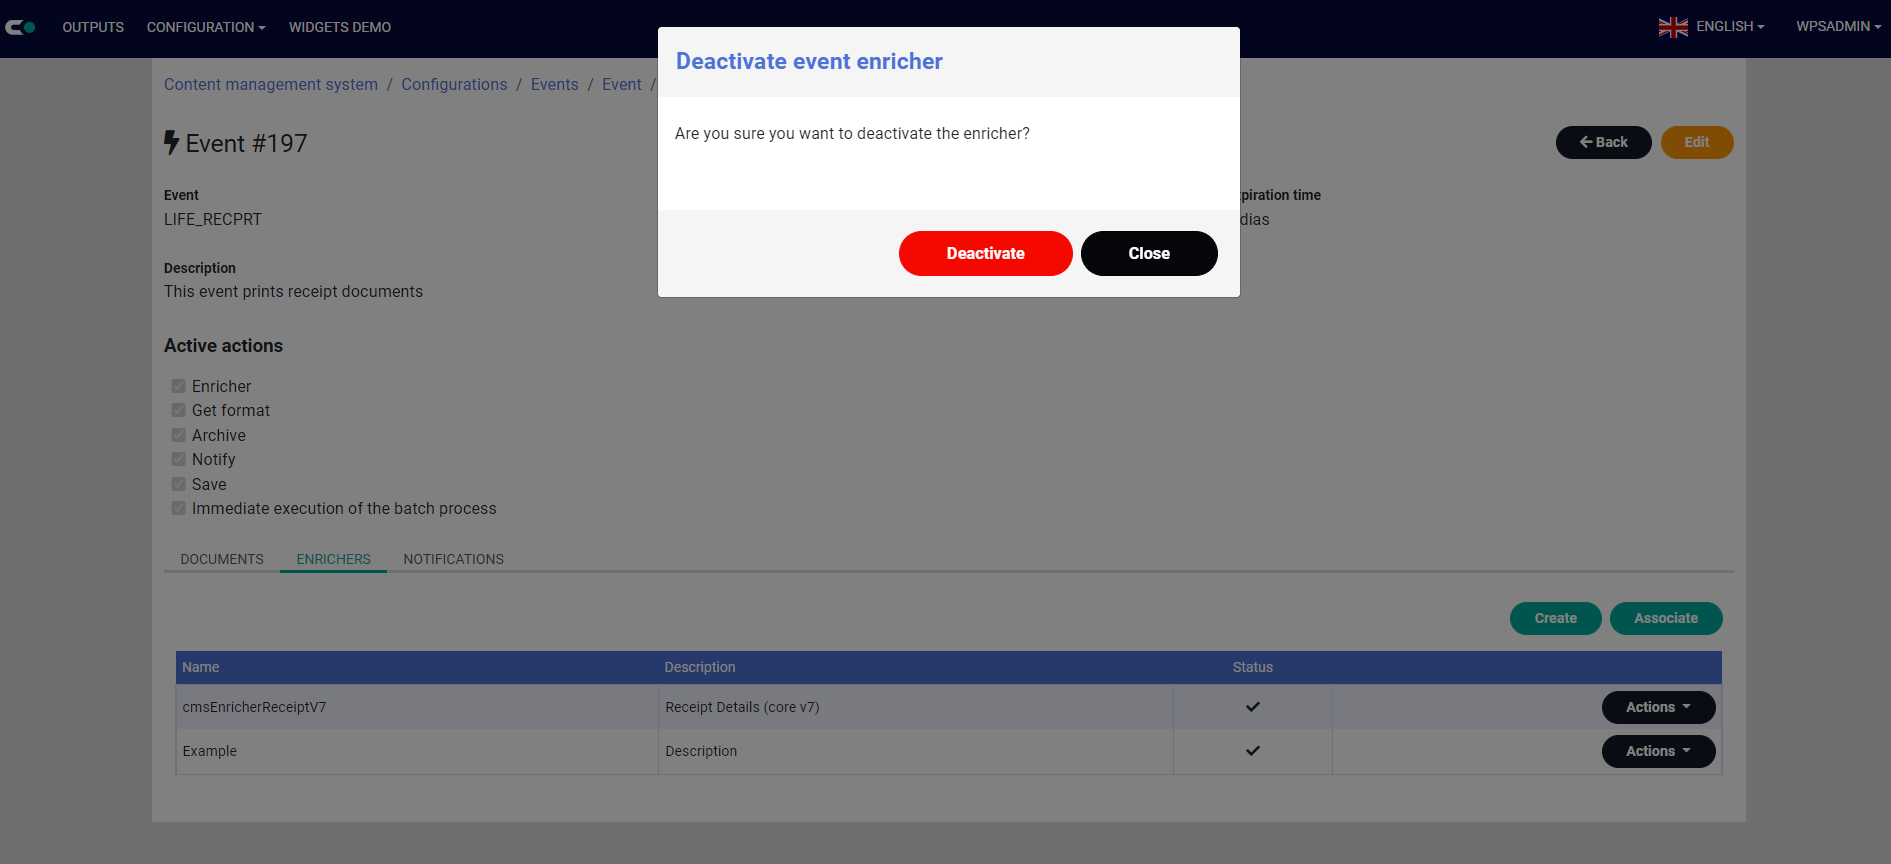 OUTPUTS CONFIGURATION WIDGETS DEMO ENGLISH WPSADMIN
Deactivate event enricher
Content management system / Configurations / Events / Event /
Are you sure you want to deactivate the enricher?
Event #197
Back Edit
Event
LIFE_RECPRT
piration time
dias
Deactivate Close
Description
This event prints receipt documents
Active actions
Enricher
Get format
Archive
Notify
Save
Immediate execution of the batch process
DOCUMENTS ENRICHERS NOTIFICATIONS
Create Associate
Name Description Status
cmsEnricherReceiptV7 Receipt Details (core v7) Actions
Example Description Actions